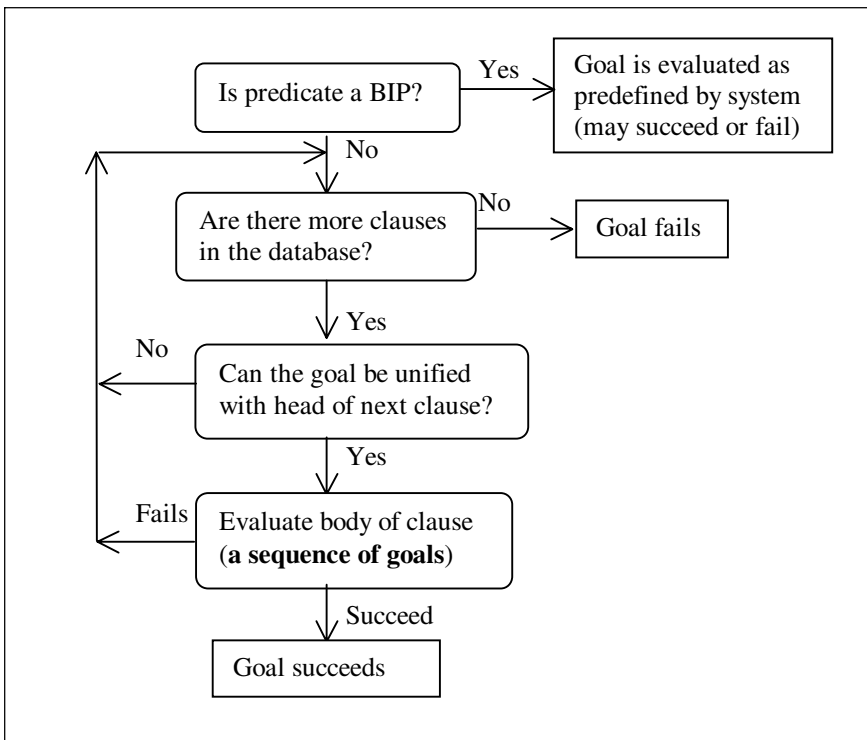 Is predicate a BIP?
Yes
Goal is evaluated as
predefined by system
(may succeed or fail)
No
Are there more clauses
in the database?
No
Goal fails
Yes
No
Can the goal be unified
with head of next clause?
Yes
Fails
Evaluate body of clause
(a sequence of goals)
Succeed
Goal succeeds